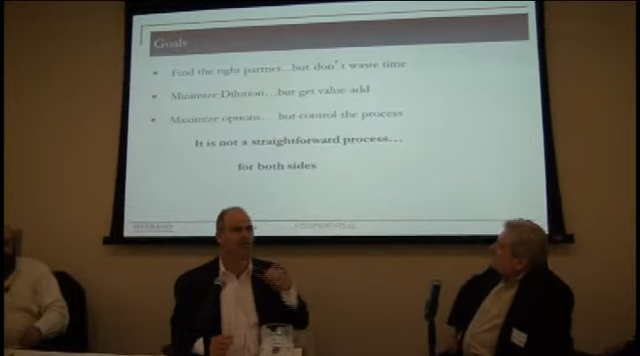 Goals
Find the right partner...but don't waste time
Minimize Dilution...but get value-add
Maximize options... but control the process
It is not a straightforward process...
for both sides
CONFIDENTIAL